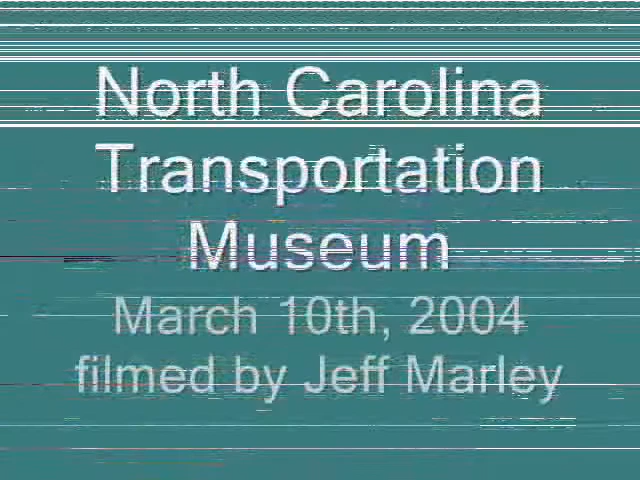 North Carolina
Transportation
Museum
March 10th, 2004
filmed by Jeff Marley